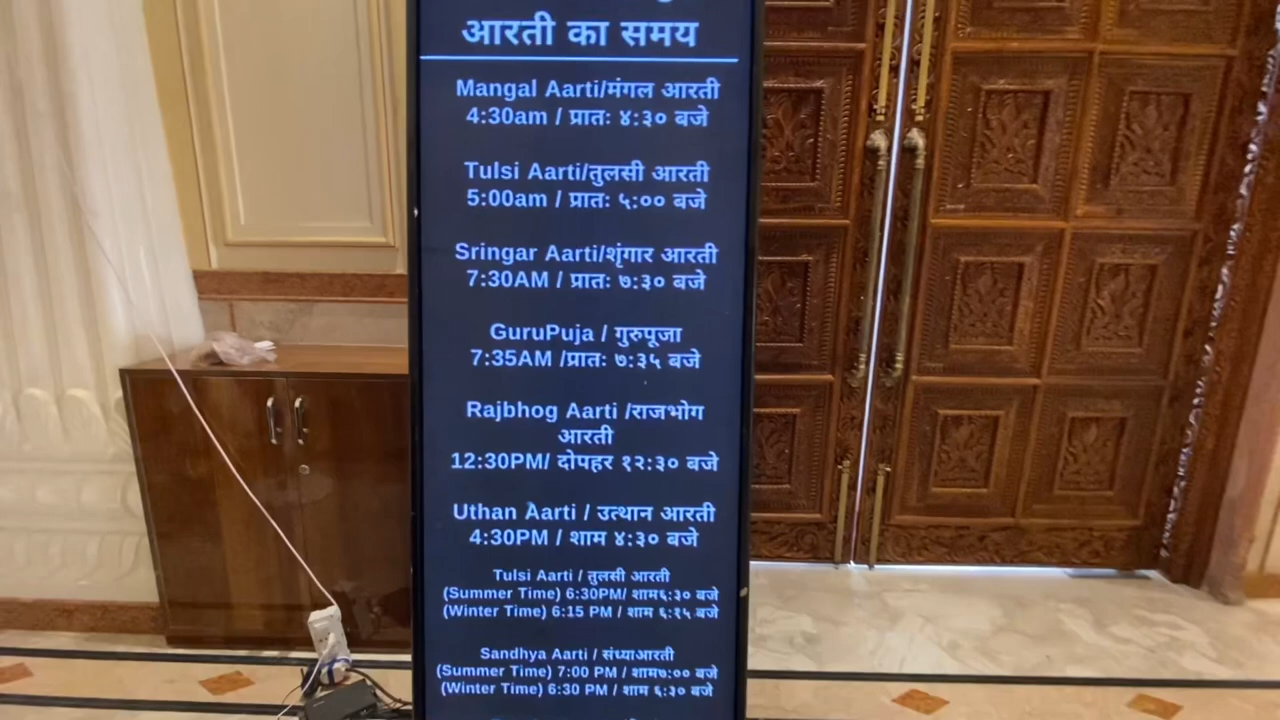 आरती का समय
Mangal Aarti/मंगल आरती
4:30am / प्रातः ४:३० बजे
Tulsi Aarti/तुलसी आरती
5:00am / प्रातः ५:०० बजे
Sringar Aarti/शृंगार आरती
7:30AM / प्रातः ७:३० बजे
GuruPuja / गुरुपूजा
7:35AM /प्रातः ७:३५ बजे
Rajbhog Aarti /राजभोग
आरती
12:30PM/ दोपहर १२:३० बजे
Uthan Aarti / उत्थान आरती
4:30PM / शाम ४:३० बजे
Tulsi Aarti / तुलसी आरती
(Summer Time) 6:30PM/ शाम६:३० बजे
(Winter Time) 6:15 PM / शाम ६:१५ बजे
Sandhya Aarti / संध्याआरती
(Summer Time) 7:00 PM / शाम७:०० बजे
(Winter Time) 6:30 PM / शाम ६:३० बजे